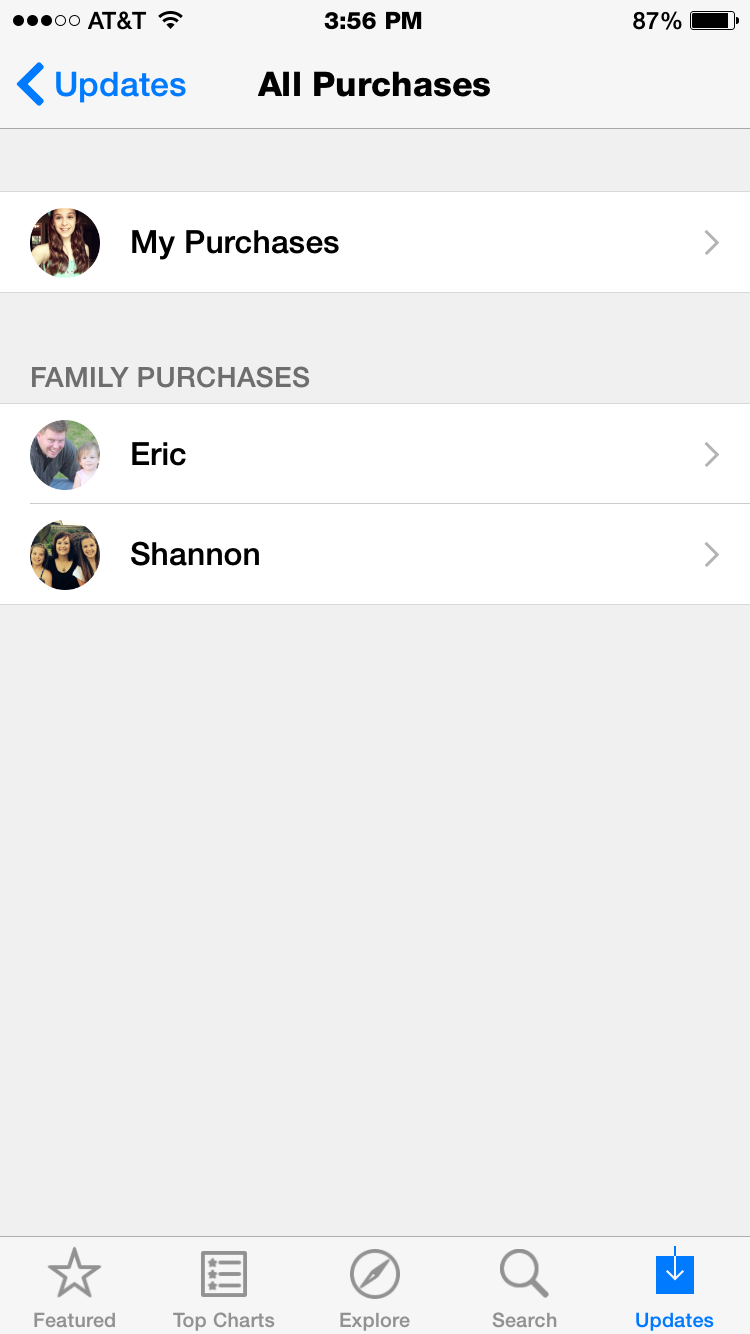 AT&T 3:56 PM 87%
Updates All Purchases
My Purchases
FAMILY PURCHASES
Eric
Shannon
Featured Top Charts Explore Search Updates